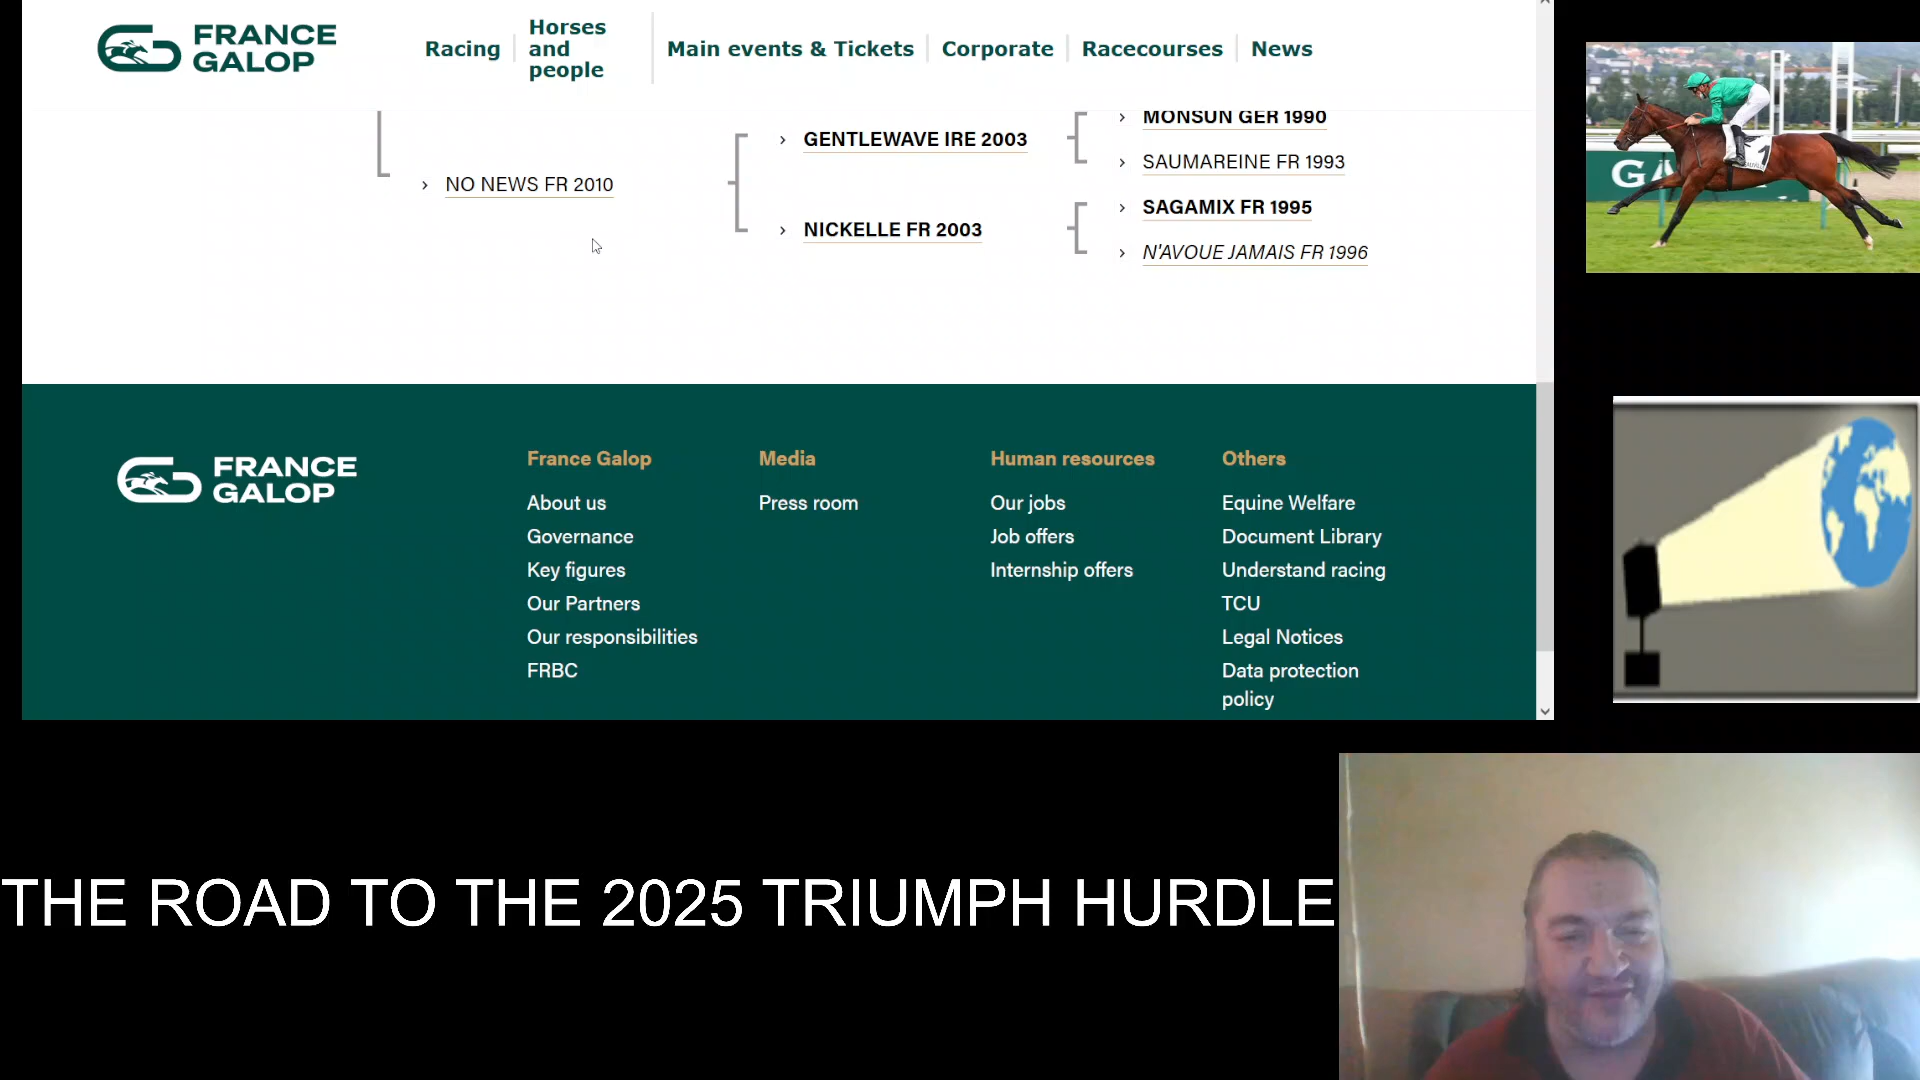 FRANCE
GALOP
Racing
Horses
and
people
Main events & Tickets
Corporate
Racecourses
News
MONSUN GER 1990
GENTLEWAVE IRE 2003
SAUMAREINE FR 1993
NO NEWS FR 2010
SAGAMIX FR 1995
NICKELLE FR 2003
N'AVOUE JAMAIS FR 1996
FRANCE
GALOP
France Galop
About us
Governance
Key figures
Our Partners
Our responsibilities
FRBC
Media
Press room
Human resources
Our jobs
Job offers
Internship offers
Others
Equine Welfare
Document Library
Understand racing
TCU
Legal Notices
Data protection
policy
GA
1
THE ROAD TO THE 2025 TRIUMPH HURDLE